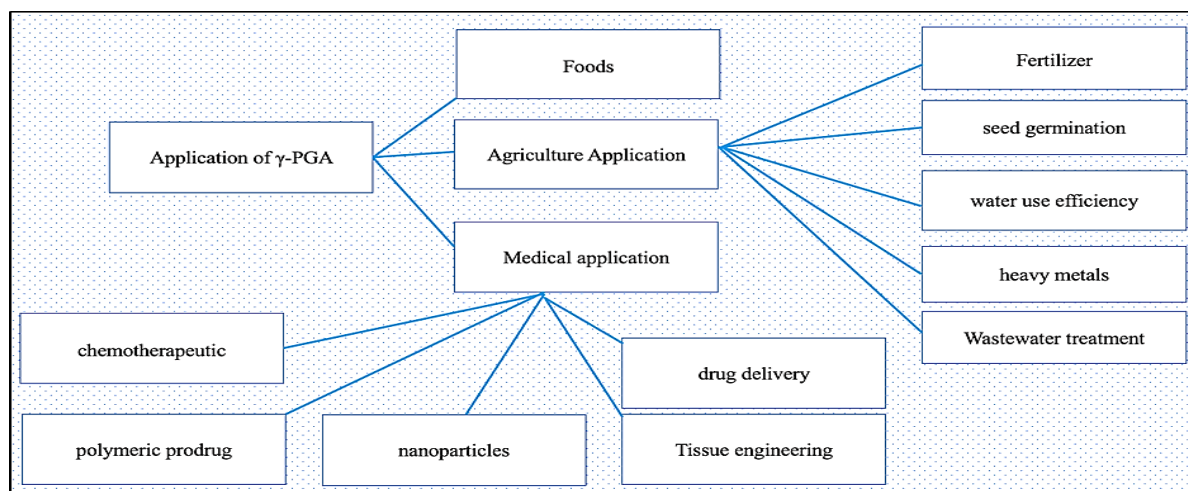 Foods
Fertilizer
Application of γ-PGA
Agriculture Application
seed germination
water use efficiency
Medical application
heavy metals
Wastewater treatment
chemotherapeutic
drug delivery
polymeric prodrug
nanoparticles
Tissue engineering